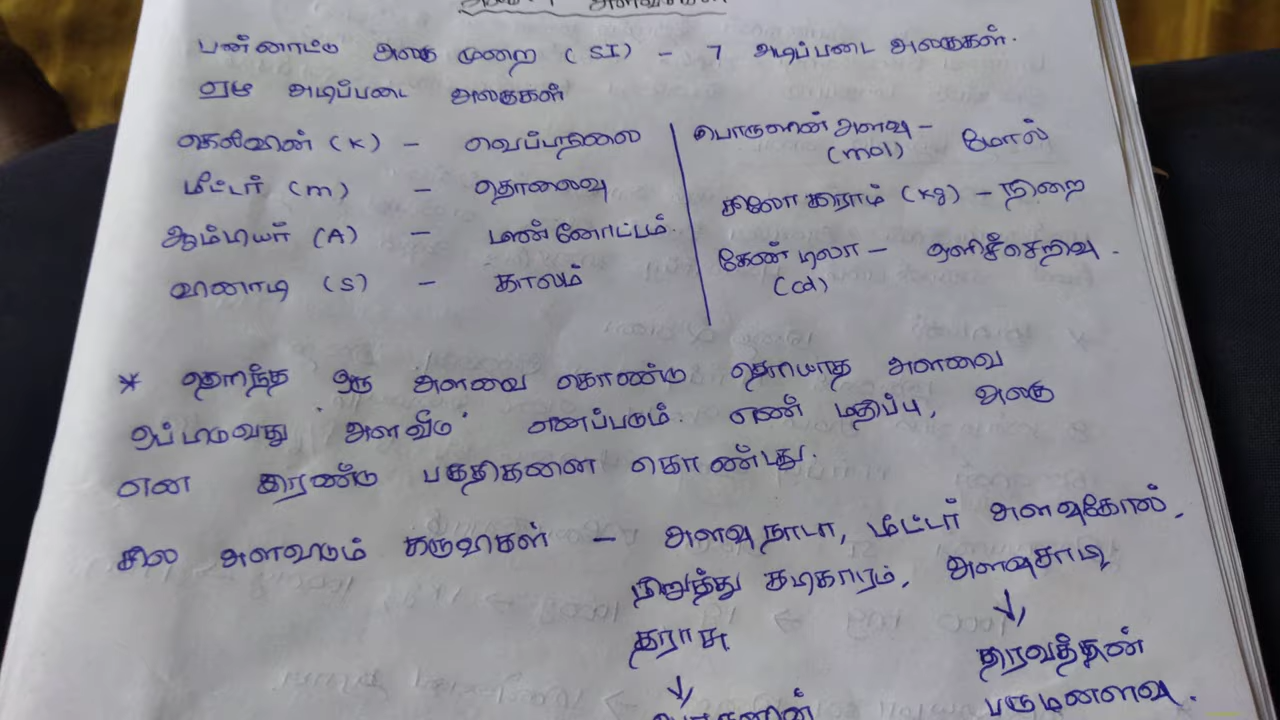 பன்னாட்டு அலகு முறை (SI) - 7 அடிப்படை அலகுகள்.
ஏழு அடிப்படை அலகுகள்
கெல்வின் (K) - வெப்பநிலை
மீட்டர் (m) - தொலைவு
ஆம்பியர் (A) - மின்னோட்டம்.
வினாடி (S) - காலம்
பொருளின் அளவு - மோல்
(mol)
கிலோ கிராம் (Kg) - நிறை
கேண்டிலா - ஒளிச்செறிவு.
(cd)
* தெரிந்த ஒரு அளவை கொண்டு தெரியாத அளவை
ஒப்பிடுவது அளவீடு எனப்படும். எண் மதிப்பு, அலகு
என இரண்டு பகுதிகளை கொண்டது.
சில அளவிடும் கருவிகள் - அளவு நாடா, மீட்டர் அளவுகோல்,
நிறுத்து கடிகாரம், அளவுசாடி
தராசு
திரவத்தின்
பருமனளவு.